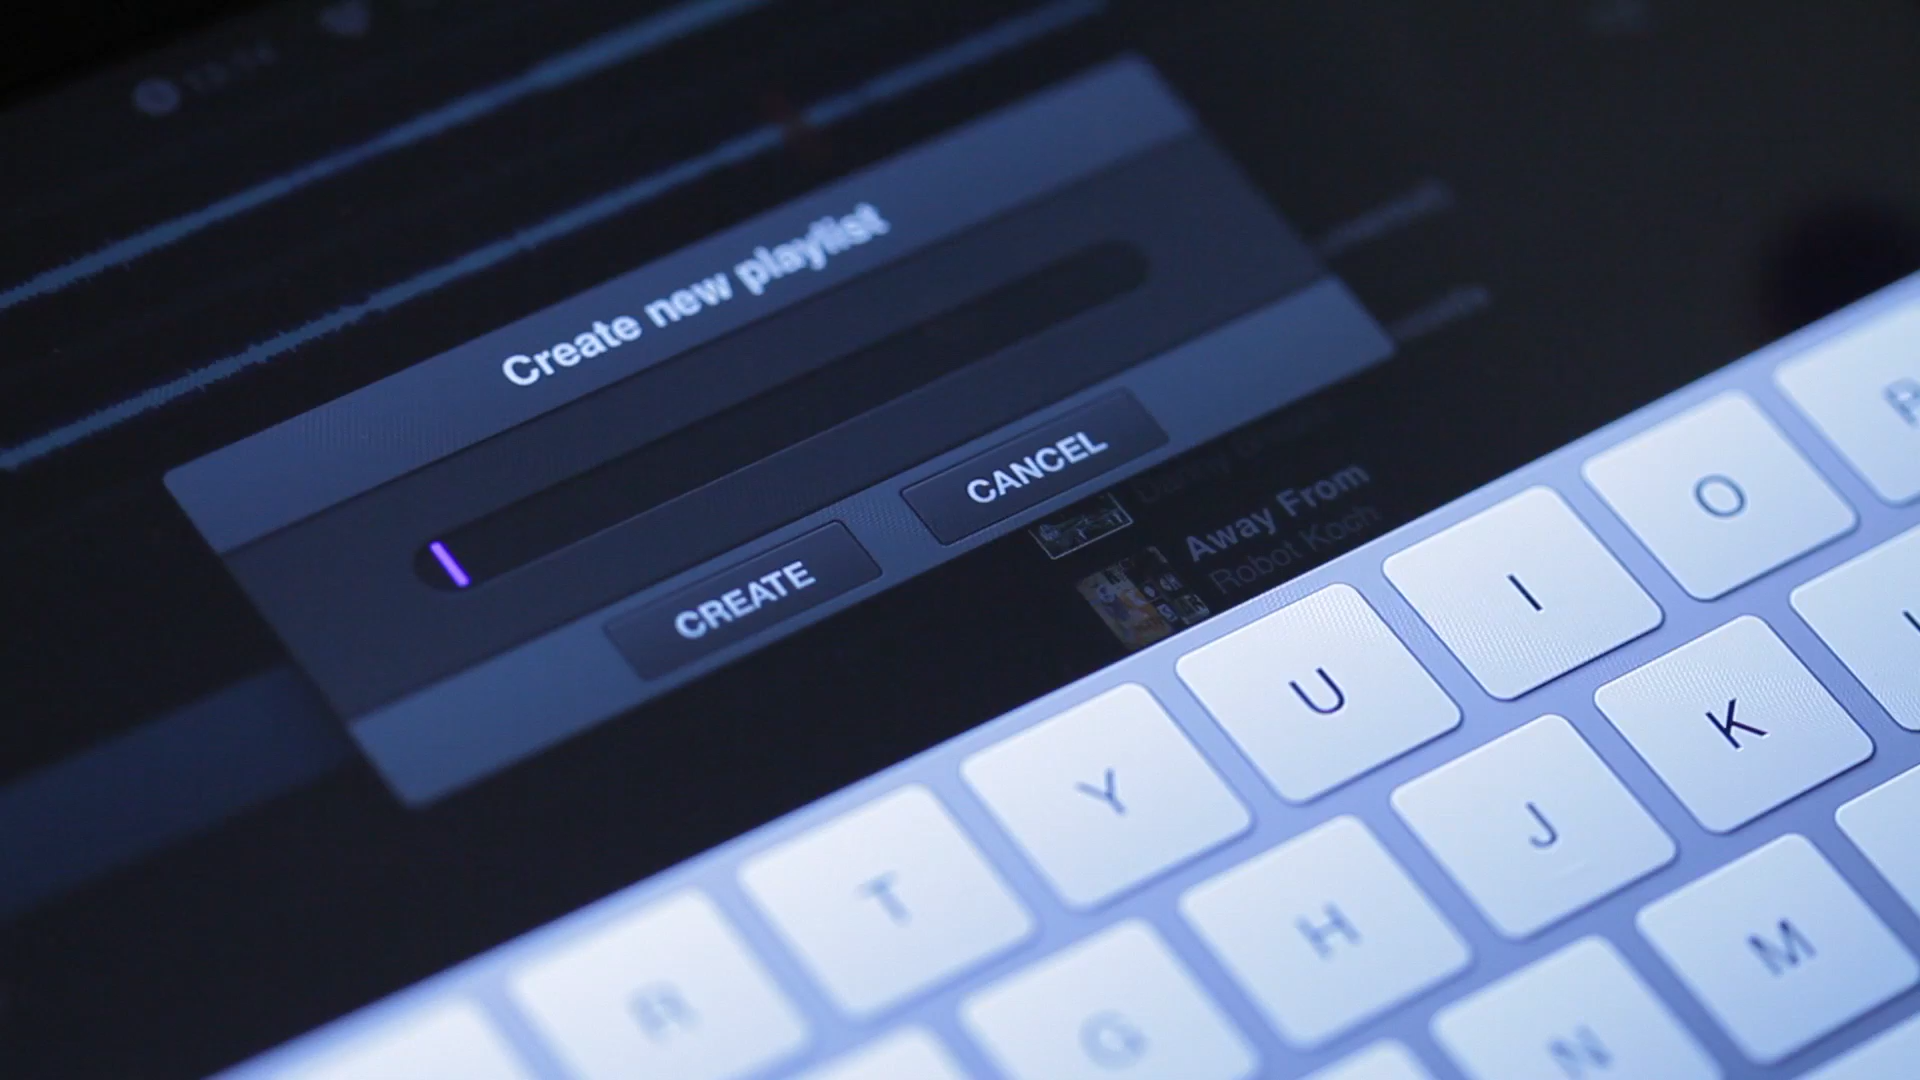 Create new playlist
CREATE
CANCEL
Away From
Robot Koch
R T Y U I O P
G H J K
N M